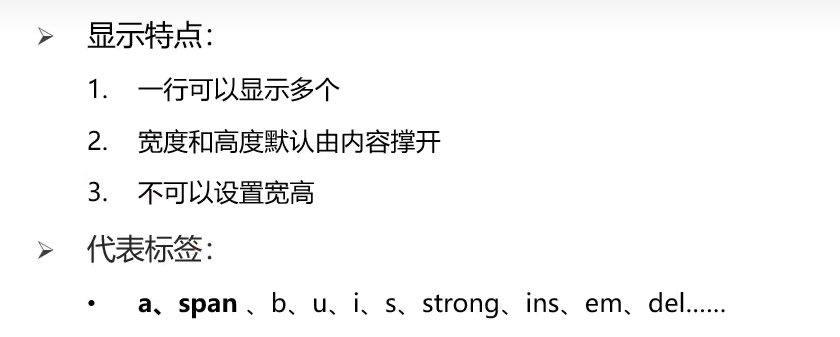 ➢ 显示特点：
1. 一行可以显示多个
2. 宽度和高度默认由内容撑开
3. 不可以设置宽高
➢ 代表标签：
• a、span 、b、u、i、s、strong、ins、em、del……